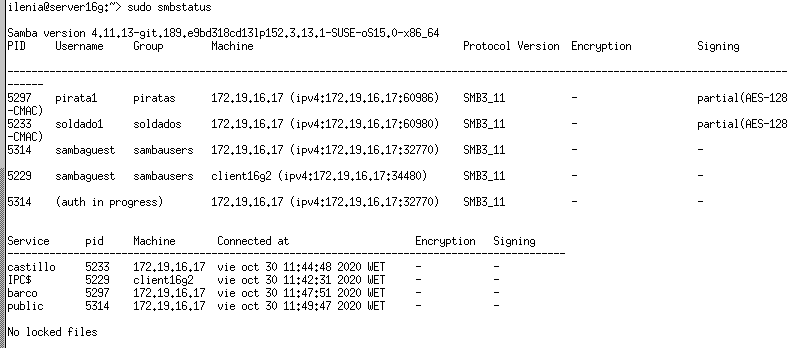 ilenia@server16g:~> sudo smbstatus
Samba version 4.11.13-git.189.e9bd318cd13lp152.3.13.1-SUSE-oS15.0-x86_64
PID Username Group Machine Protocol Version Encryption Signing
----------------------------------------------------------------------------------------------------------------------------------
------
5297 pirata1 piratas 172.19.16.17 (ipv4:172.19.16.17:60986) SMB3_11 - partial(AES-128
-CMAC)
5233 soldado1 soldados 172.19.16.17 (ipv4:172.19.16.17:60980) SMB3_11 - partial(AES-128
-CMAC)
5314 sambaguest sambausers 172.19.16.17 (ipv4:172.19.16.17:32770) SMB3_11 - -
5229 sambaguest sambausers client16g2 (ipv4:172.19.16.17:34480) SMB3_11 - -
5314 (auth in progress) 172.19.16.17 (ipv4:172.19.16.17:32770) SMB3_11 - -
Service pid Machine Connected at Encryption Signing
---------------------------------------------------------------------------------------------
castillo 5233 172.19.16.17 vie oct 30 11:44:48 2020 WET - -
IPC$ 5229 client16g2 vie oct 30 11:42:31 2020 WET - -
barco 5297 172.19.16.17 vie oct 30 11:47:51 2020 WET - -
public 5314 172.19.16.17 vie oct 30 11:49:47 2020 WET - -
No locked files